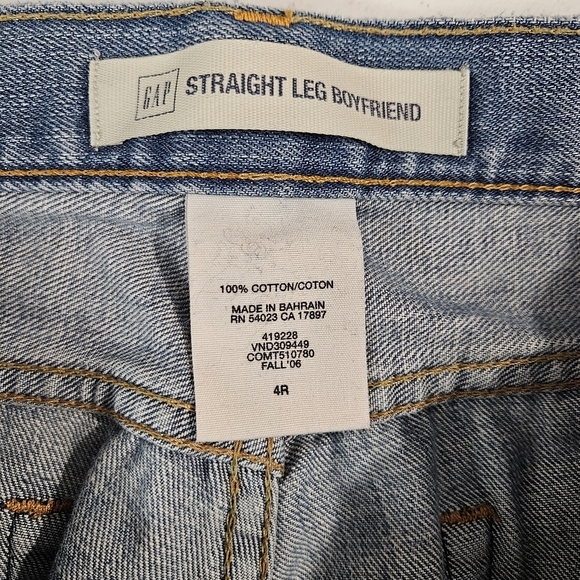 GAP STRAIGHT LEG BOYFRIEND
100% COTTON/COTON
MADE IN BAHRAIN
RN 54023 CA 17897
419228
VND309449
COMT510780
FALL'06
4R